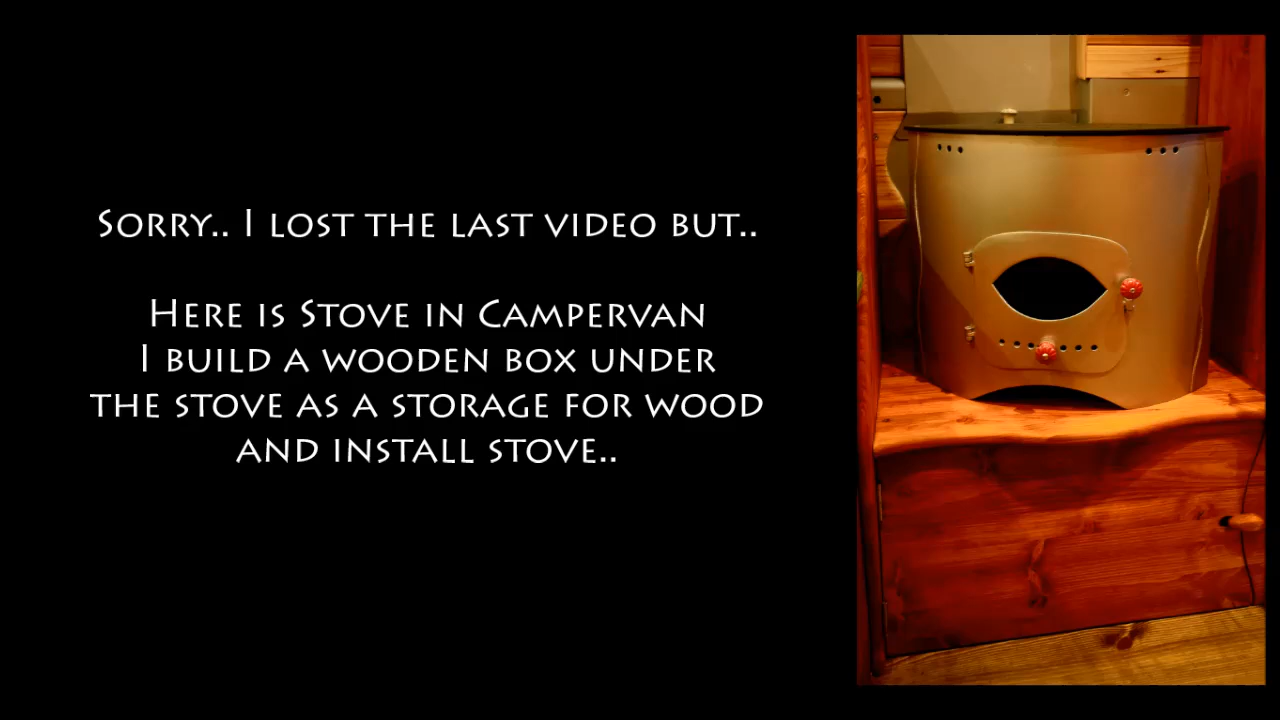 Sorry.. I lost the last video but..
Here is Stove in Campervan
I build a wooden box under
the stove as a storage for wood
and install stove..